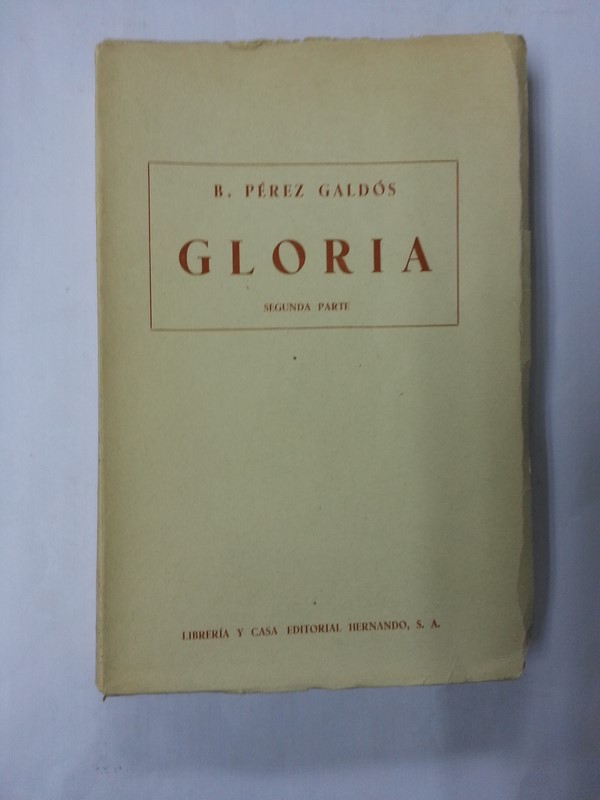 B. PÉREZ GALDÓS
GLORIA
SEGUNDA PARTE
LIBRERÍA Y CASA EDITORIAL HERNANDO, S. A.